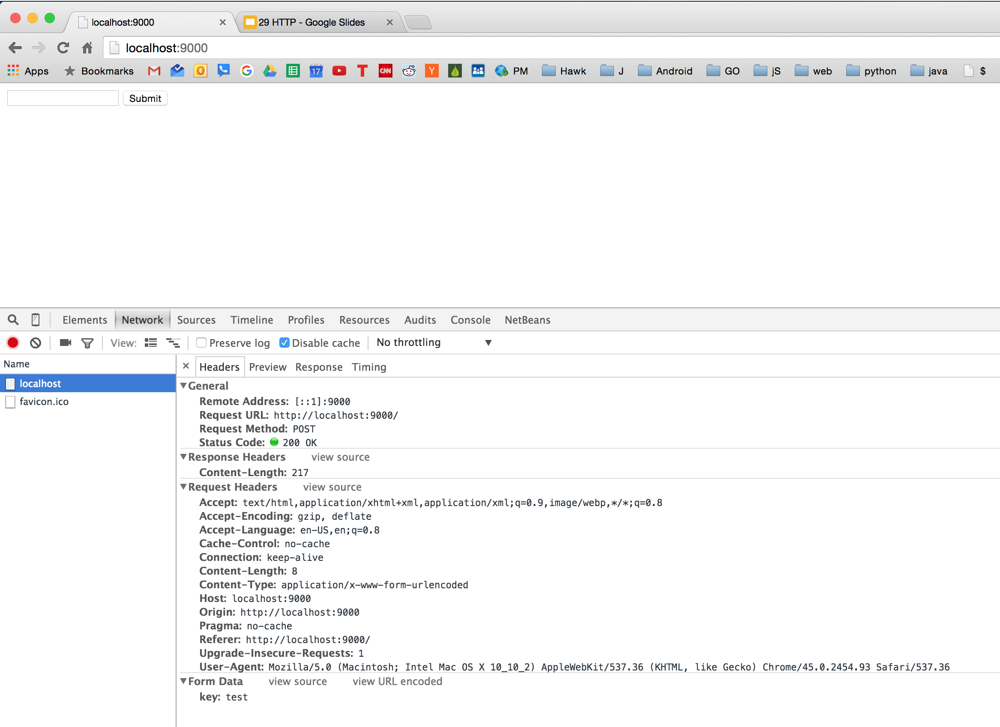 localhost:9000
29 HTTP - Google Slides
localhost:9000
Apps Bookmarks 17 T CNN Y PM Hawk J Android GO jS web python java $
Submit
Elements Network Sources Timeline Profiles Resources Audits Console NetBeans
View: Preserve log Disable cache No throttling
Name
Headers Preview Response Timing
localhost
favicon.ico
General
Remote Address: [::1]:9000
Request URL: http://localhost:9000/
Request Method: POST
Status Code: 200 OK
Response Headers view source
Content-Length: 217
Request Headers view source
Accept: text/html,application/xhtml+xml,application/xml;q=0.9,image/webp,*/*;q=0.8
Accept-Encoding: gzip, deflate
Accept-Language: en-US,en;q=0.8
Cache-Control: no-cache
Connection: keep-alive
Content-Length: 8
Content-Type: application/x-www-form-urlencoded
Host: localhost:9000
Origin: http://localhost:9000
Pragma: no-cache
Referer: http://localhost:9000/
Upgrade-Insecure-Requests: 1
User-Agent: Mozilla/5.0 (Macintosh; Intel Mac OS X 10_10_2) AppleWebKit/537.36 (KHTML, like Gecko) Chrome/45.0.2454.93 Safari/537.36
Form Data view source view URL encoded
key: test